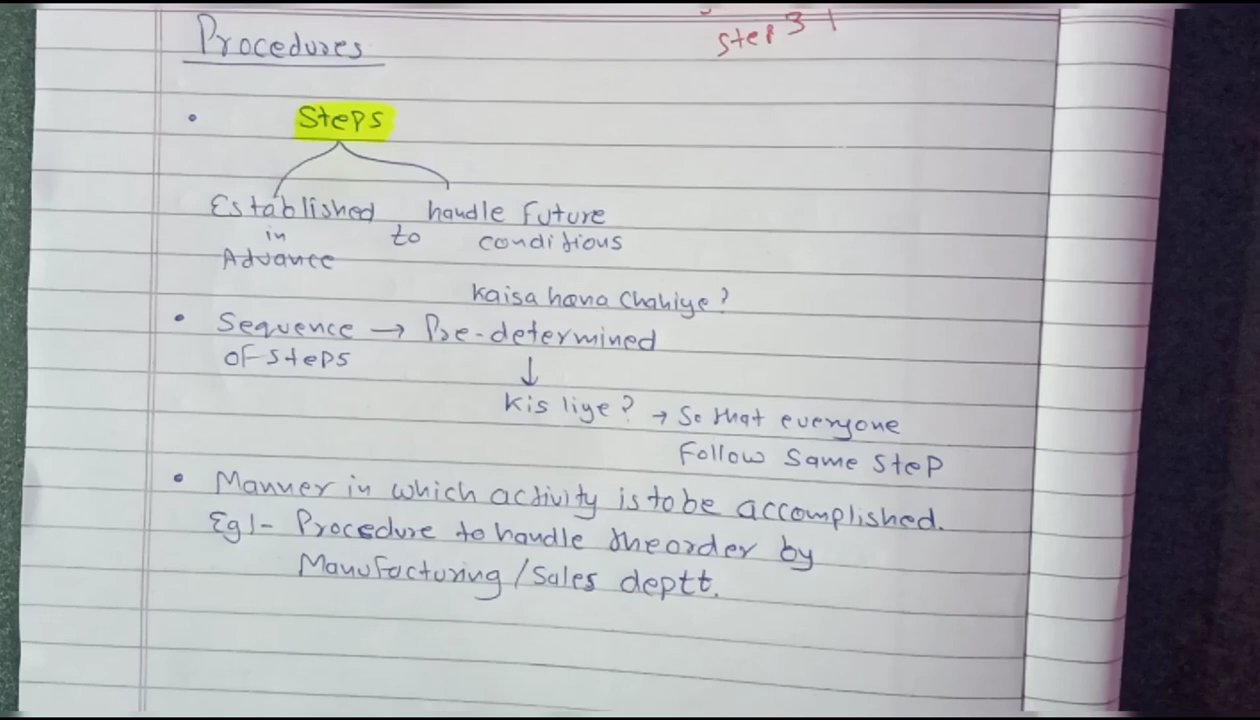 Step 3
Procedures
• Steps
Established handle Future
in to conditions
Advance
Kaisa hona Chahiye?
• Sequence → Pre-determined
of steps
↓
Kis liye? → So that everyone
Follow Same Step
• Manner in which activity is to be accomplished.
Eg:- Procedure to handle the order by
Manufacturing / Sales deptt.